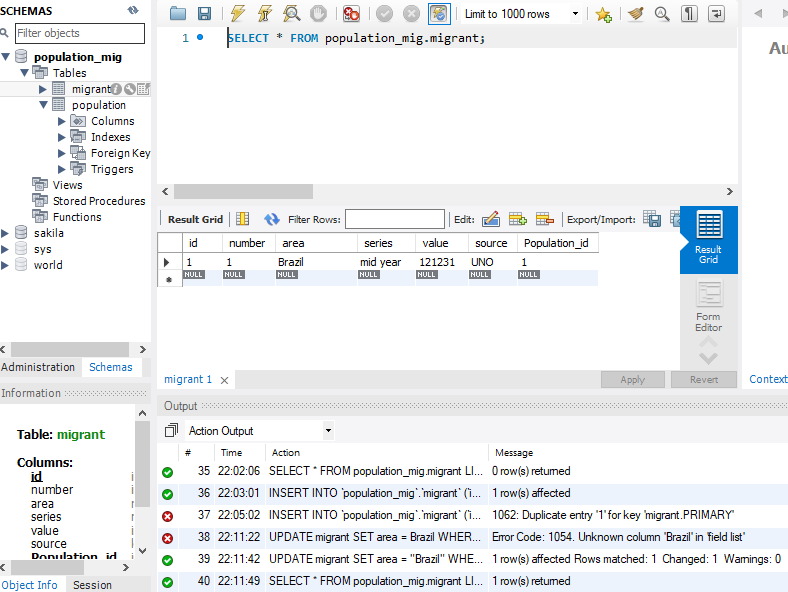 SCHEMAS
Filter objects
population_mig
Tables
migrant
population
Columns
Indexes
Foreign Key
Triggers
Views
Stored Procedures
Functions
sakila
sys
world
Administration Schemas
Information
Table: migrant
Columns:
id
number
area
series
value
source
Population_id
Object Info Session
Limit to 1000 rows
1 SELECT * FROM population_mig.migrant;
Result Grid Filter Rows: Edit: Export/Import:
id number area series value source Population_id
1 1 Brazil mid year 121231 UNO 1
NULL NULL NULL NULL NULL NULL NULL
Result
Grid
Form
Editor
migrant 1 Apply Revert
Context
Output
Action Output
# Time Action Message
35 22:02:06 SELECT * FROM population_mig.migrant LI... 0 row(s) returned
36 22:03:01 INSERT INTO `population_mig`.`migrant` (`i... 1 row(s) affected
37 22:05:02 INSERT INTO `population_mig`.`migrant` (`i... 1062: Duplicate entry '1' for key 'migrant.PRIMARY'
38 22:11:22 UPDATE migrant SET area = Brazil WHER... Error Code: 1054. Unknown column 'Brazil' in 'field list'
39 22:11:42 UPDATE migrant SET area = "Brazil" WHE... 1 row(s) affected Rows matched: 1 Changed: 1 Warnings: 0
40 22:11:49 SELECT * FROM population_mig.migrant LI... 1 row(s) returned